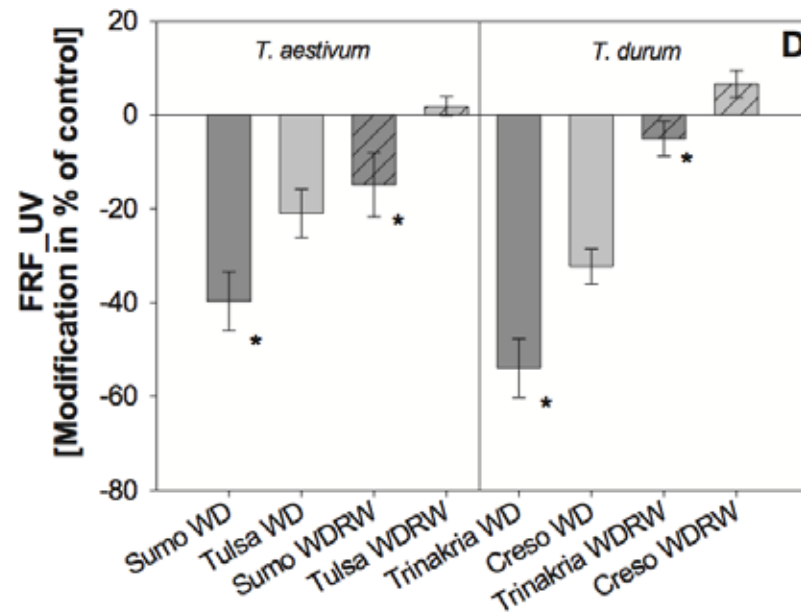 D
T. aestivum
T. durum
20
0
-20
-40
-60
-80
FRF_UV
[Modification in % of control]
*
*
*
*
Sumo WD
Tulsa WD
Sumo WDRW
Tulsa WDRW
Trinakria WD
Creso WD
Trinakria WDRW
Creso WDRW